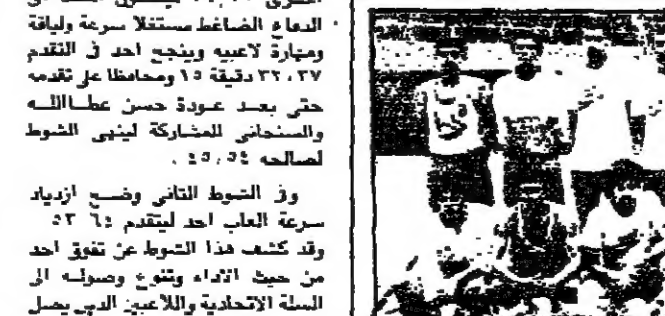 الدفاع الضاغط مستغلا سرعة ولياقة
ومهارة لاعبيه وينجح احد في التقدم
٣٢،٢٧ دقيقة ١٥ ومحافظا على تقدمه
حتى بعد عودة حسن عطاالله
والسنحاني للمشاركة لينهي الشوط
لصالحه ٥٤،٤٥ .
وفي الشوط الثاني وضح ازدياد
سرعة العاب احد ليتقدم ٦٤ ٥٣
وقد كشف هذا الشوط عن تفوق احد
من حيث الاداء وتنوع وصوله الى
السلة الاتحادية واللاعبين الذين يصل